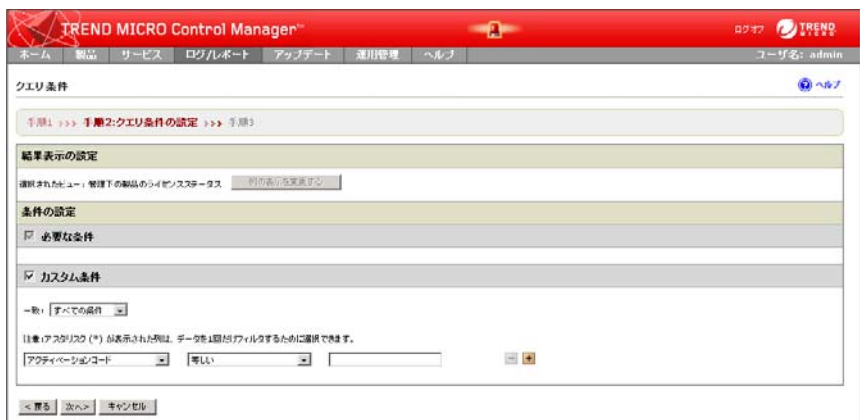 TREND MICRO Control Manager™
ログオフ TREND MICRO
ホーム 製品 サービス ログ/レポート アップデート 運用管理 ヘルプ ユーザ名: admin
クエリ条件 ヘルプ
手順1 >>> 手順2:クエリ条件の設定 >>> 手順3
結果表示の設定
選択されたビュー: 管理下の製品のライセンスステータス 列の表示を変更する
条件の設定
必要な条件
カスタム条件
一致: すべての条件
注意:アスタリスク (*) が表示された列は、データを1回だけフィルタするために選択できます。
アクティベーションコード 等しい
< 戻る 次へ> キャンセル